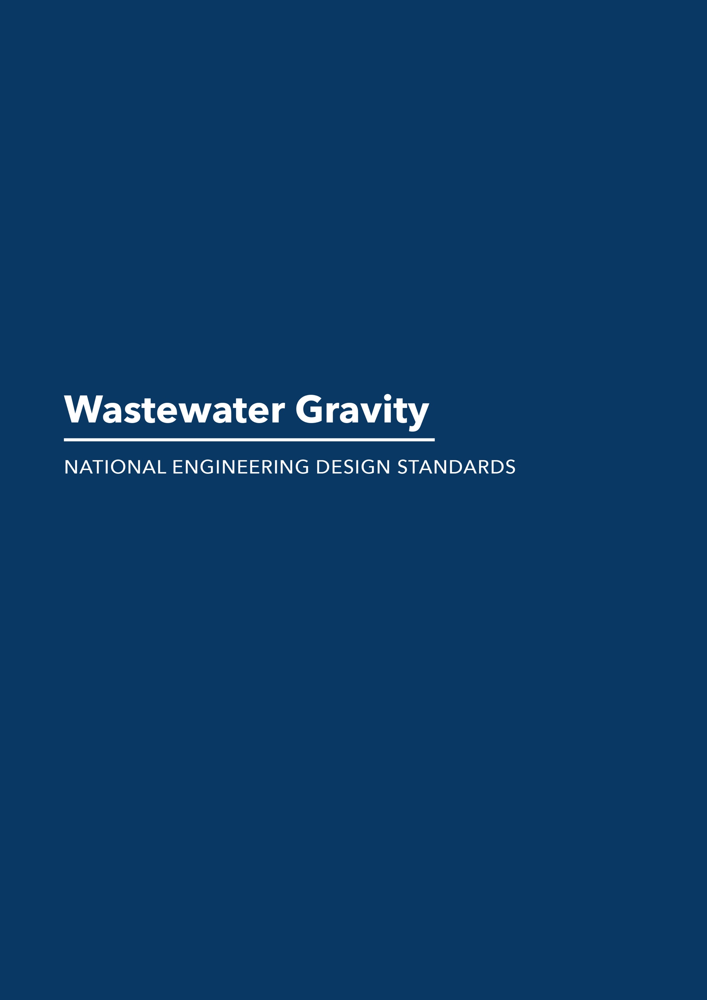 Wastewater Gravity
NATIONAL ENGINEERING DESIGN STANDARDS